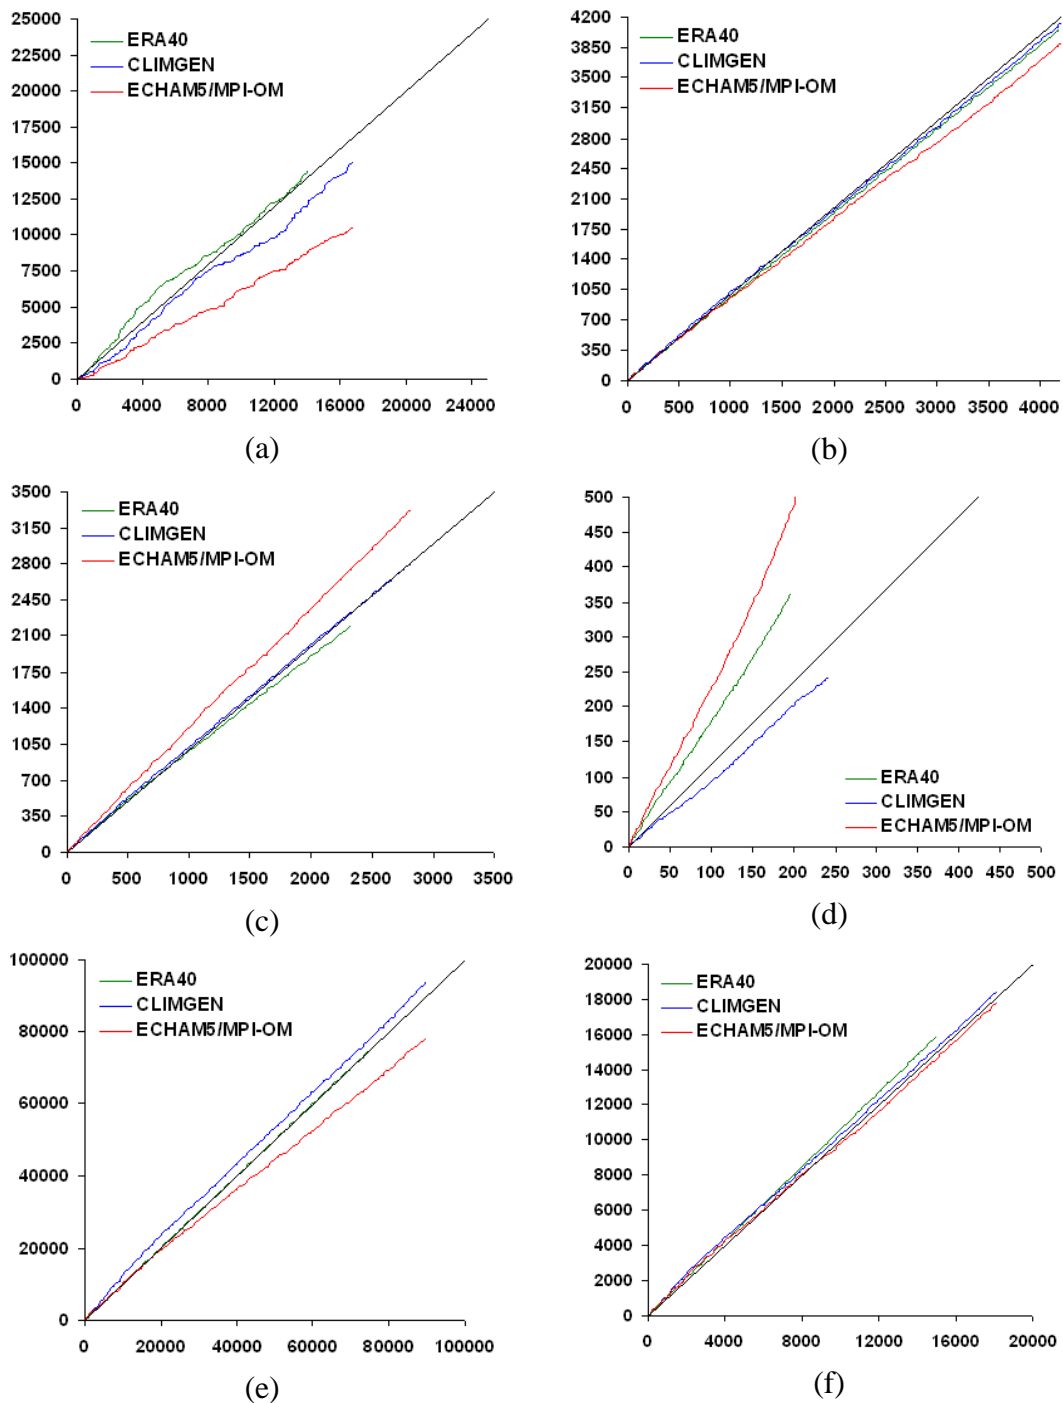 25000
22500
20000
17500
15000
12500
10000
7500
5000
2500
0
ERA40
CLIMGEN
ECHAM5/MPI-OM
0 4000 8000 12000 16000 20000 24000
(a)
4200
3850
3500
3150
2800
2450
2100
1750
1400
1050
700
350
0
ERA40
CLIMGEN
ECHAM5/MPI-OM
0 500 1000 1500 2000 2500 3000 3500 4000
(b)
3500
3150
2800
2450
2100
1750
1400
1050
700
350
0
ERA40
CLIMGEN
ECHAM5/MPI-OM
0 500 1000 1500 2000 2500 3000 3500
(c)
500
450
400
350
300
250
200
150
100
50
0
ERA40
CLIMGEN
ECHAM5/MPI-OM
0 50 100 150 200 250 300 350 400 450 500
(d)
100000
80000
60000
40000
20000
0
ERA40
CLIMGEN
ECHAM5/MPI-OM
0 20000 40000 60000 80000 100000
(e)
20000
18000
16000
14000
12000
10000
8000
6000
4000
2000
0
ERA40
CLIMGEN
ECHAM5/MPI-OM
0 4000 8000 12000 16000 20000
(f)